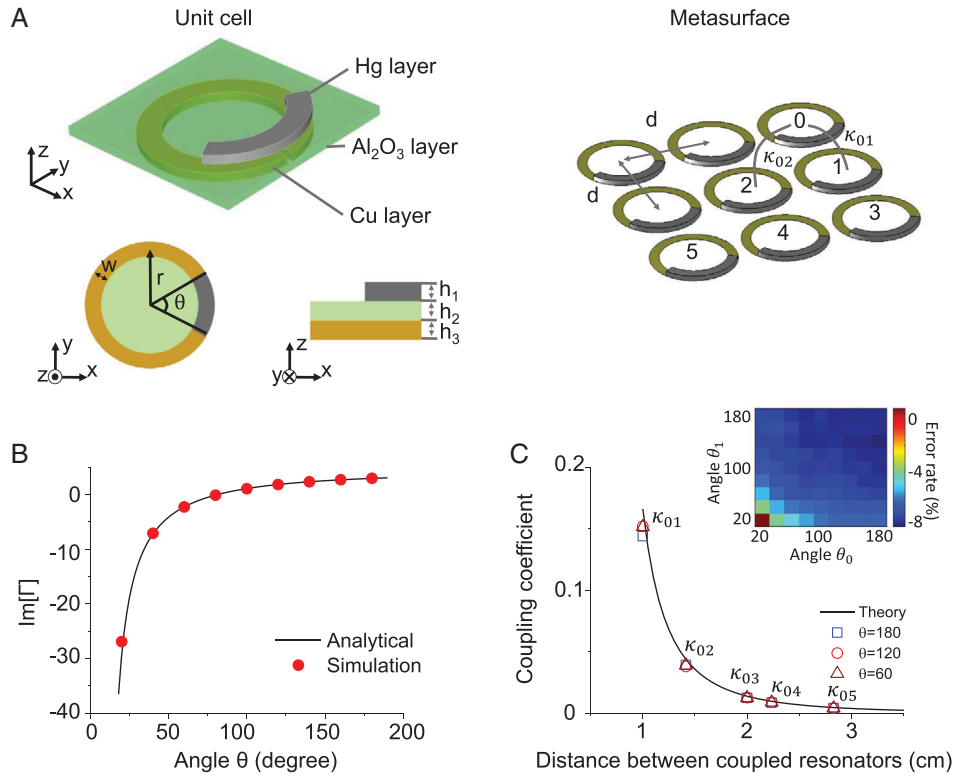 A
Unit cell
Metasurface
Hg layer
Al₂O₃ layer
Cu layer
z
y
x
w
r
θ
h₁
h₂
h₃
y
z
x
z
y
x
d
d
0
κ₀₁
κ₀₂
1
2
3
4
5
B
0
-10
-20
-30
-40
Im[Γ]
0
50
100
150
200
Angle θ (degree)
Analytical
Simulation
C
0.2
0.1
0
Coupling coefficient
1
2
3
Distance between coupled resonators (cm)
κ₀₁
κ₀₂
κ₀₃
κ₀₄
κ₀₅
Theory
θ=180
θ=120
θ=60
180
100
20
Angle θ₁
20
100
180
Angle θ₀
0
-4
-8
Error rate (%)